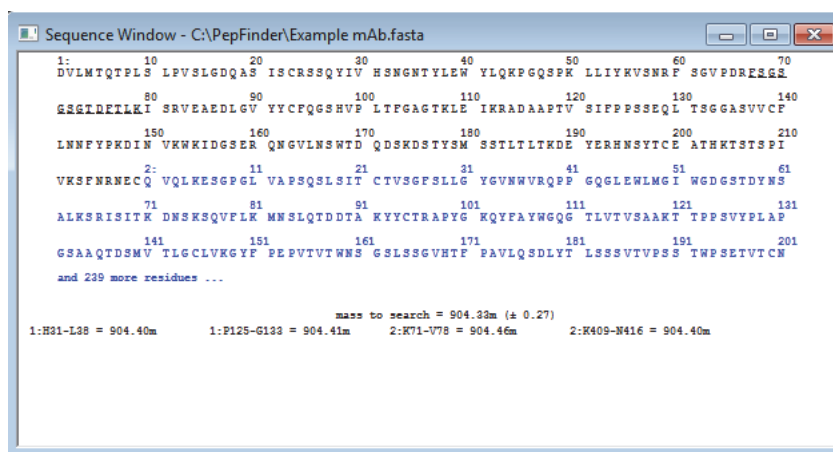 Sequence Window - C:\PepFinder\Example mAb.fasta
1: 10 20 30 40 50 60 70
DVLMTQTPLS LPVSLGDQAS ISCRSSQYIV HSNGNTYLEW YLQKPGQSPK LLIYKVSNRF SGVPDRFSGS
80 90 100 110 120 130 140
GSGTDFTLKI SRVEAEDLGV YYCFQGSHVP LTFGAGTKLE IKRADAAPTV SIFPPSSEQL TSGGASVVCF
150 160 170 180 190 200 210
LNNFYPKDIN VKWKIDGSER QNGVLNSWTD QDSKDSTYSM SSTLTLTKDE YERHNSYTCE ATHKTSTSPI
2: 11 21 31 41 51 61
VKSFNRNECQ VQLKESGPGL VAPSQSLSIT CTVSGFSLLG YGVNWVRQPP GQGLEWLMGI WGDGSTDYNS
71 81 91 101 111 121 131
ALKSRISITK DNSKSQVFLK MNSLQTDDTA KYYCTRAPYG KQYFAYWGQG TLVTVSAAKT TPPSVYPLAP
141 151 161 171 181 191 201
GSAAQTDSMV TLGCLVKGYF PEPVTVTWNS GSLSSGVHTF PAVLQSDLYT LSSSVTVPSS TWPSETVTCN
and 239 more residues ...
mass to search = 904.33m (± 0.27)
1:H31-L38 = 904.40m 1:P125-G133 = 904.41m 2:K71-V78 = 904.46m 2:K409-N416 = 904.40m